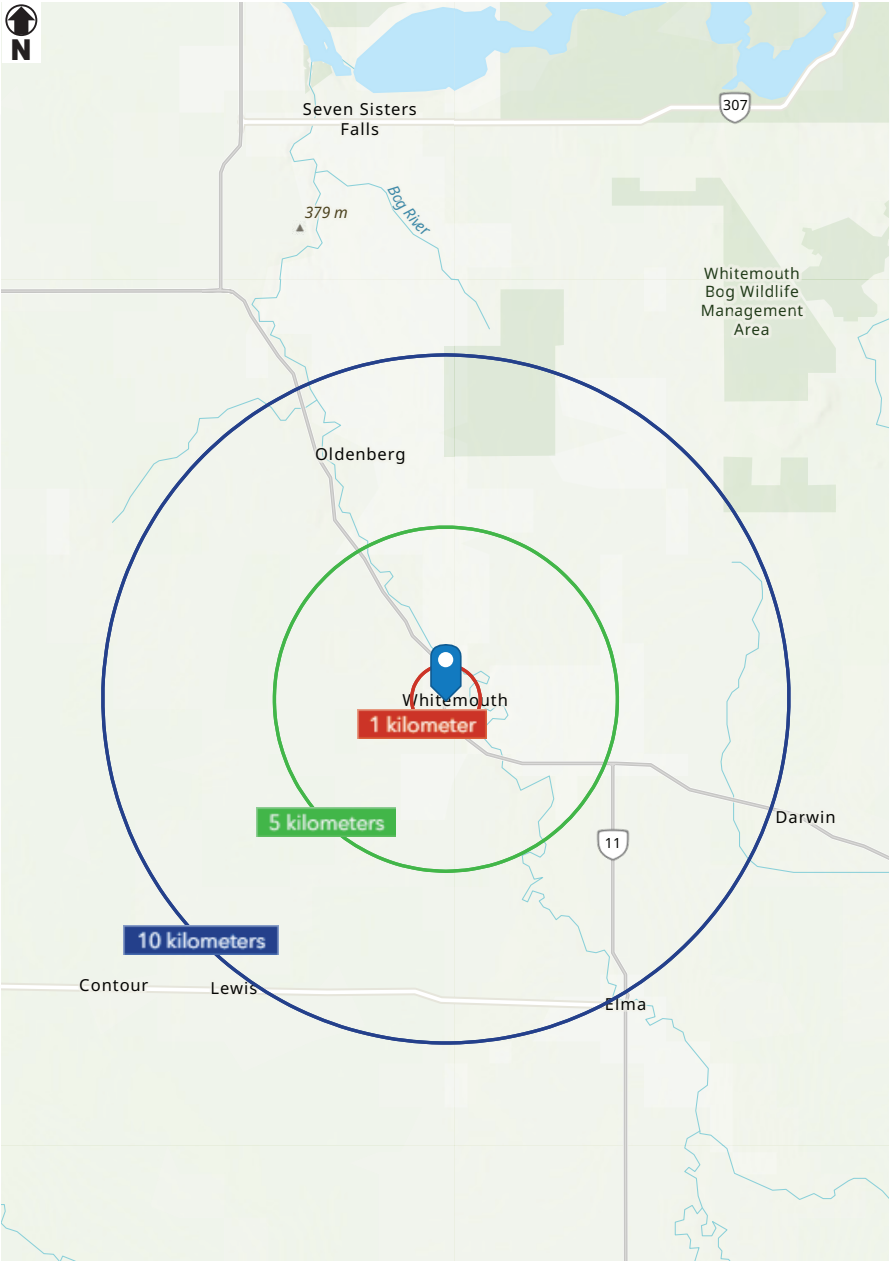 N
307
Seven Sisters
Falls
Bog River
379 m
Whitemouth
Bog Wildlife
Management
Area
Oldenberg
Whitemouth
1 kilometer
5 kilometers
Darwin
11
10 kilometers
Contour
Lewis
Elma